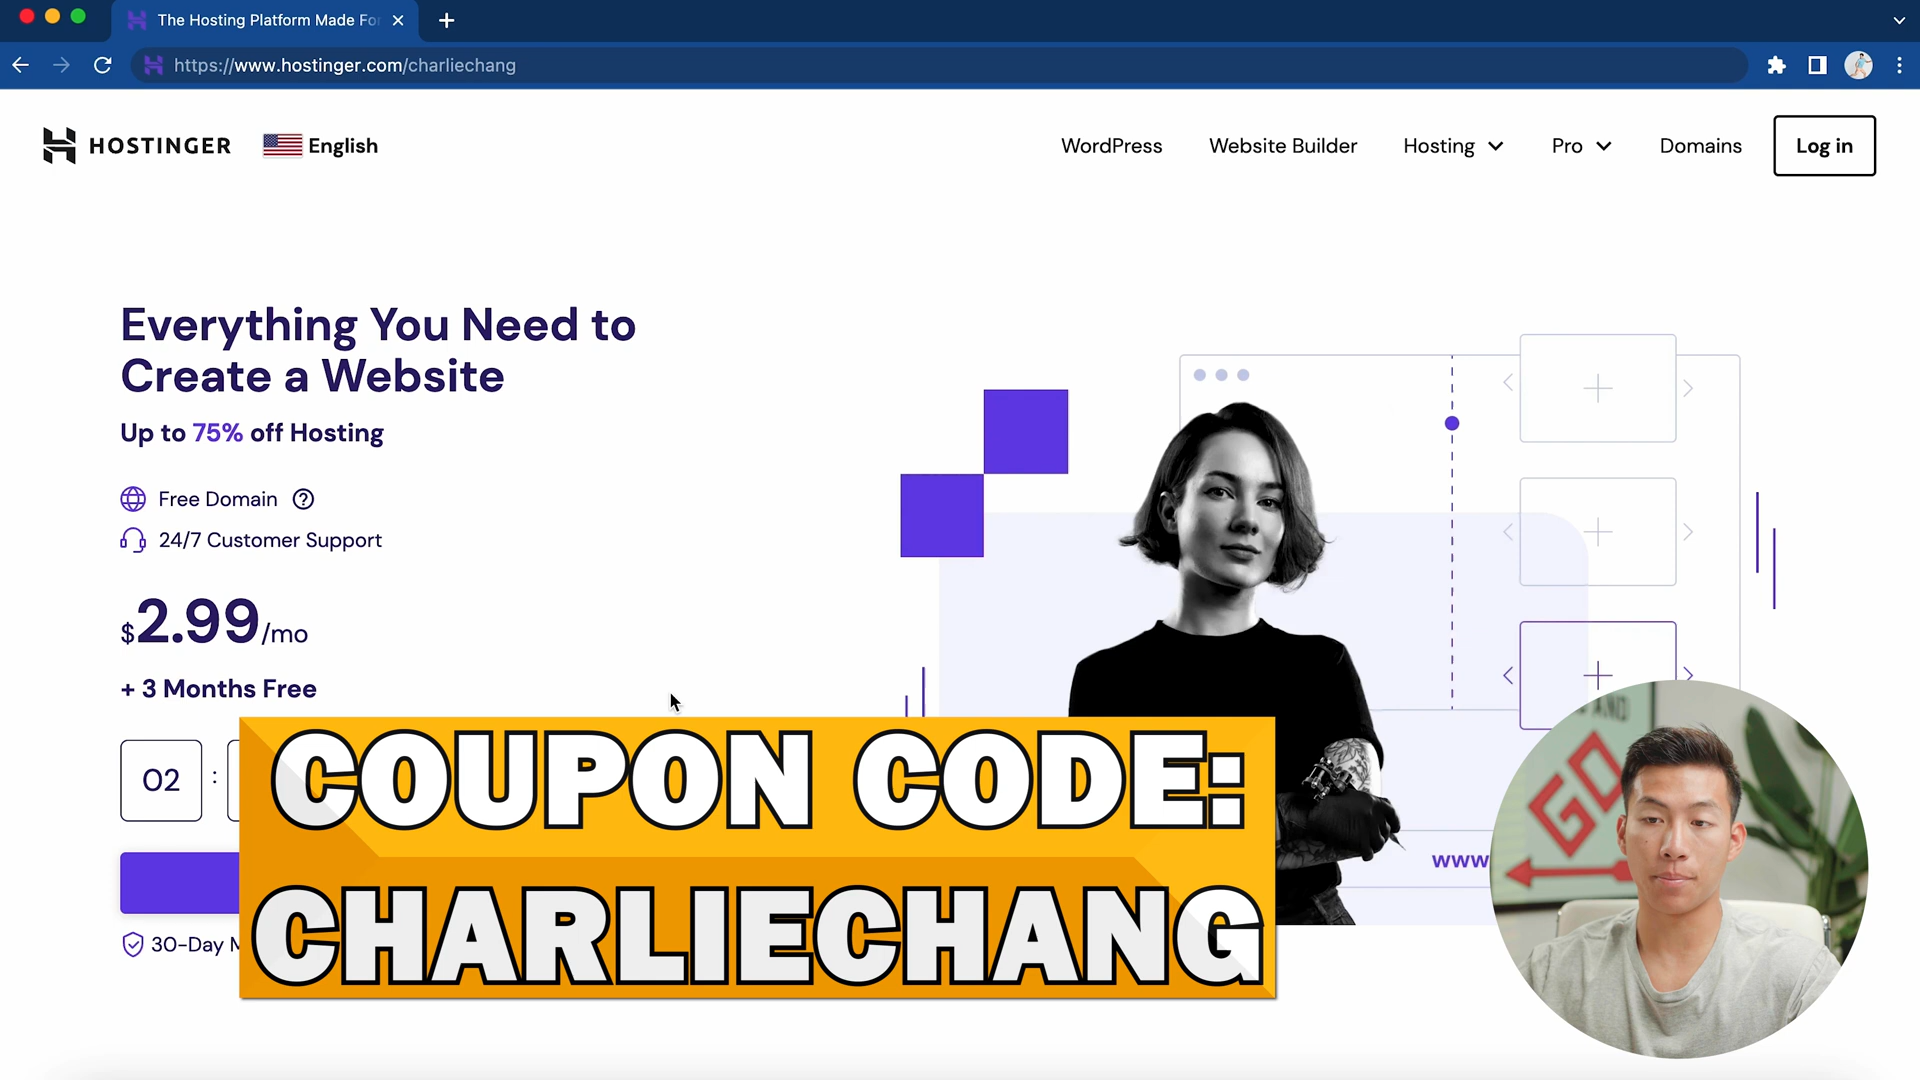 The Hosting Platform Made For
https://www.hostinger.com/charliechang
HOSTINGER English WordPress Website Builder Hosting Pro Domains Log in
Everything You Need to
Create a Website
Up to 75% off Hosting
Free Domain ?
24/7 Customer Support
$2.99/mo
+ 3 Months Free
02 :
30-Day
COUPON CODE:
CHARLIECHANG
www.
AND
GO